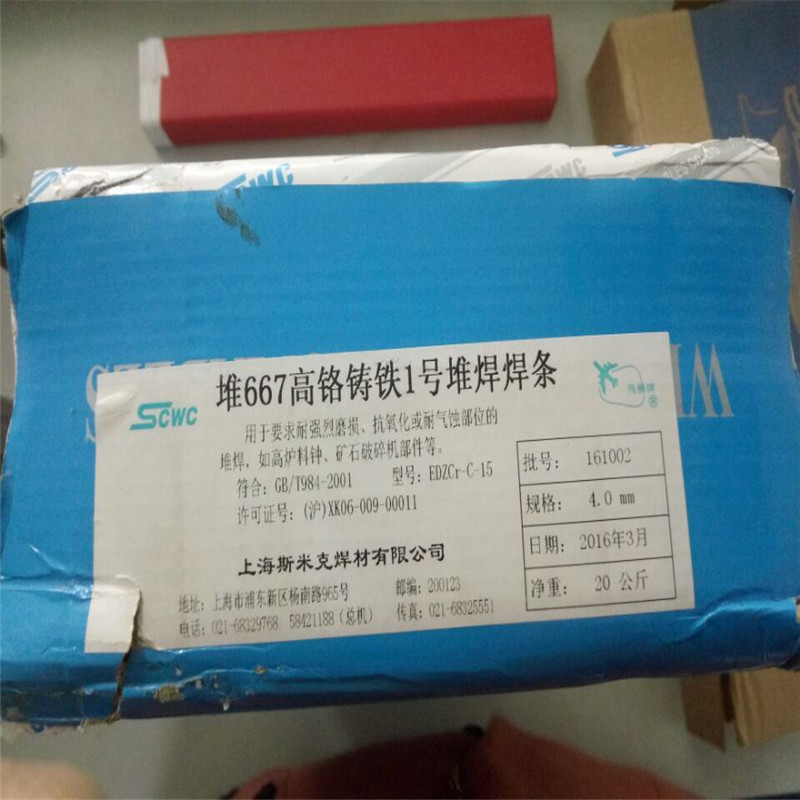 SCWC
SCWC
堆667高铬铸铁1号堆焊焊条
飞機牌
®
用于要求耐强烈磨损、抗氧化或耐气蚀部位的
堆焊，如高炉料钟、矿石破碎机部件等。
符合：GB/T984-2001 型号：EDZCr-C-15
许可证号：(沪)XK06-009-00011
批号： 161002
规格： 4.0 mm
日期： 2016年3月
净重： 20 公斤
上海斯米克焊材有限公司
地址：上海市浦东新区杨南路965号 邮编：200123
电话：021-68329768 58421188（总机） 传真：021-68325551